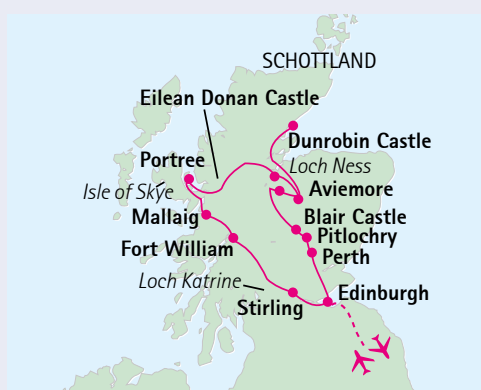 SCHOTTLAND
Eilean Donan Castle
Dunrobin Castle
Portree
Loch Ness
Isle of Skye
Aviemore
Mallaig
Blair Castle
Pitlochry
Fort William
Perth
Loch Katrine
Edinburgh
Stirling